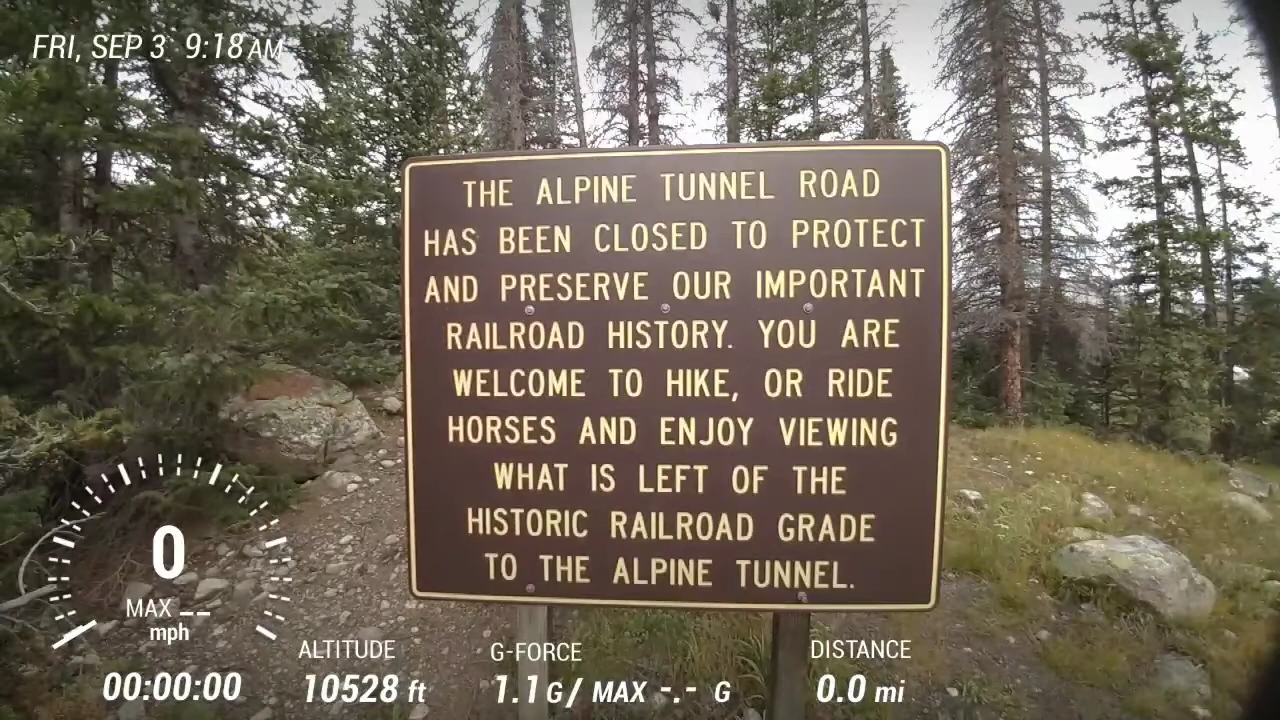 FRI, SEP 3 9:18 AM
THE ALPINE TUNNEL ROAD
HAS BEEN CLOSED TO PROTECT
AND PRESERVE OUR IMPORTANT
RAILROAD HISTORY. YOU ARE
WELCOME TO HIKE, OR RIDE
HORSES AND ENJOY VIEWING
WHAT IS LEFT OF THE
HISTORIC RAILROAD GRADE
TO THE ALPINE TUNNEL.
0
MAX __
mph
00:00:00
ALTITUDE
10528 ft
G-FORCE
1.1 G/ MAX -.- G
DISTANCE
0.0 mi